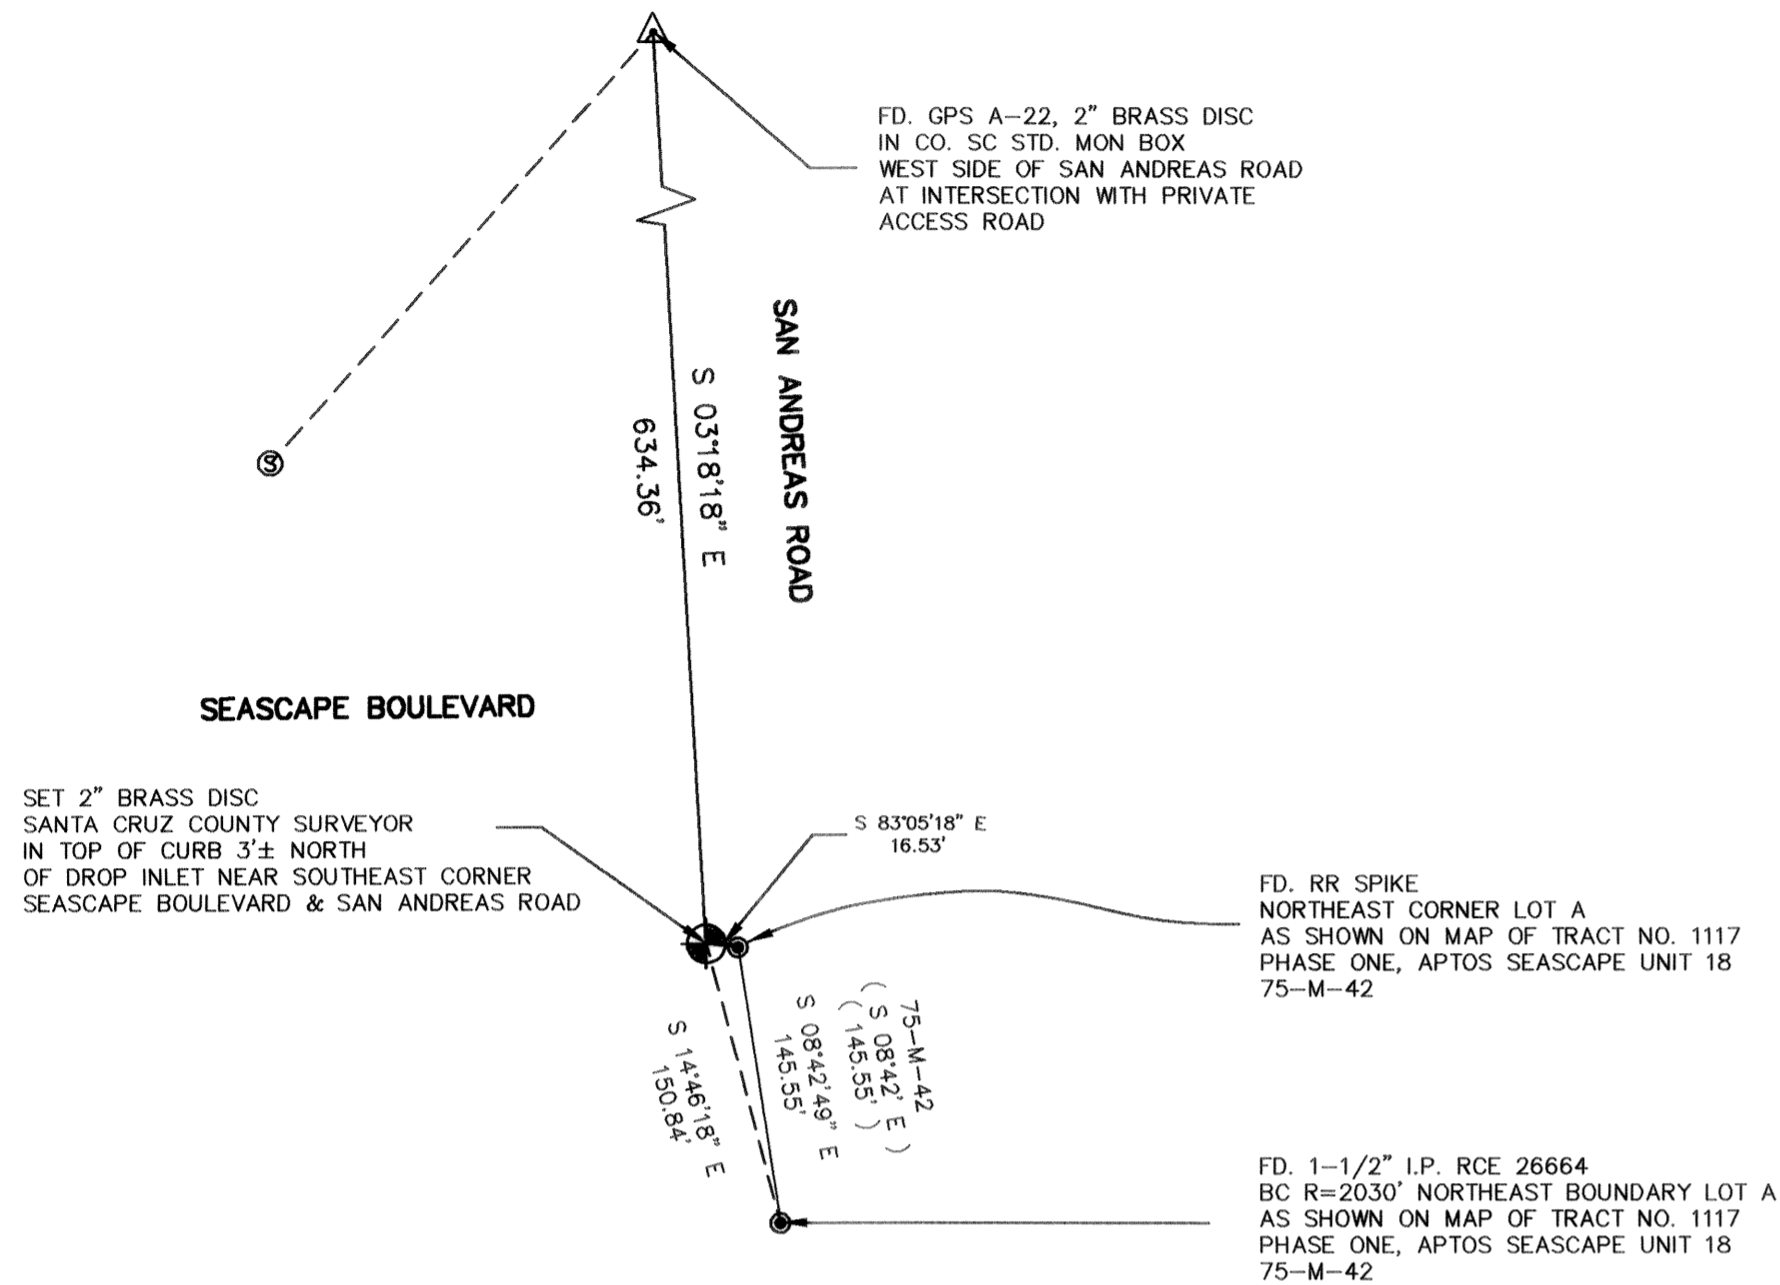 FD. GPS A-22, 2" BRASS DISC
IN CO. SC STD. MON BOX
WEST SIDE OF SAN ANDREAS ROAD
AT INTERSECTION WITH PRIVATE
ACCESS ROAD
SAN ANDREAS ROAD
S 03°18'18" E
634.36'
S
SEASCAPE BOULEVARD
SET 2" BRASS DISC
SANTA CRUZ COUNTY SURVEYOR
IN TOP OF CURB 3'± NORTH
OF DROP INLET NEAR SOUTHEAST CORNER
SEASCAPE BOULEVARD & SAN ANDREAS ROAD
S 83°05'18" E
16.53'
FD. RR SPIKE
NORTHEAST CORNER LOT A
AS SHOWN ON MAP OF TRACT NO. 1117
PHASE ONE, APTOS SEASCAPE UNIT 18
75-M-42
75-M-42
( S 08°42' E )
( 145.55' )
S 08°42'49" E
145.55'
S 14°46'18" E
150.84'
FD. 1-1/2" I.P. RCE 26664
BC R=2030' NORTHEAST BOUNDARY LOT A
AS SHOWN ON MAP OF TRACT NO. 1117
PHASE ONE, APTOS SEASCAPE UNIT 18
75-M-42